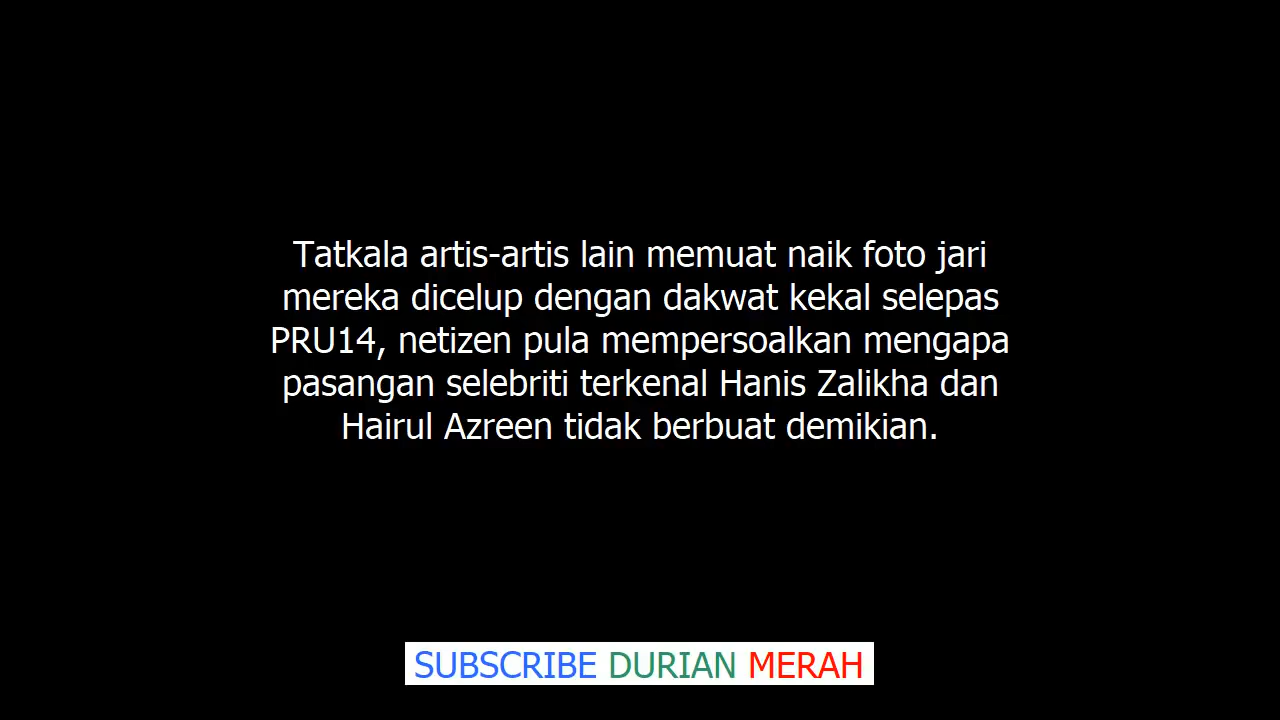 Tatkala artis-artis lain memuat naik foto jari
mereka dicelup dengan dakwat kekal selepas
PRU14, netizen pula mempersoalkan mengapa
pasangan selebriti terkenal Hanis Zalikha dan
Hairul Azreen tidak berbuat demikian.
SUBSCRIBE DURIAN MERAH